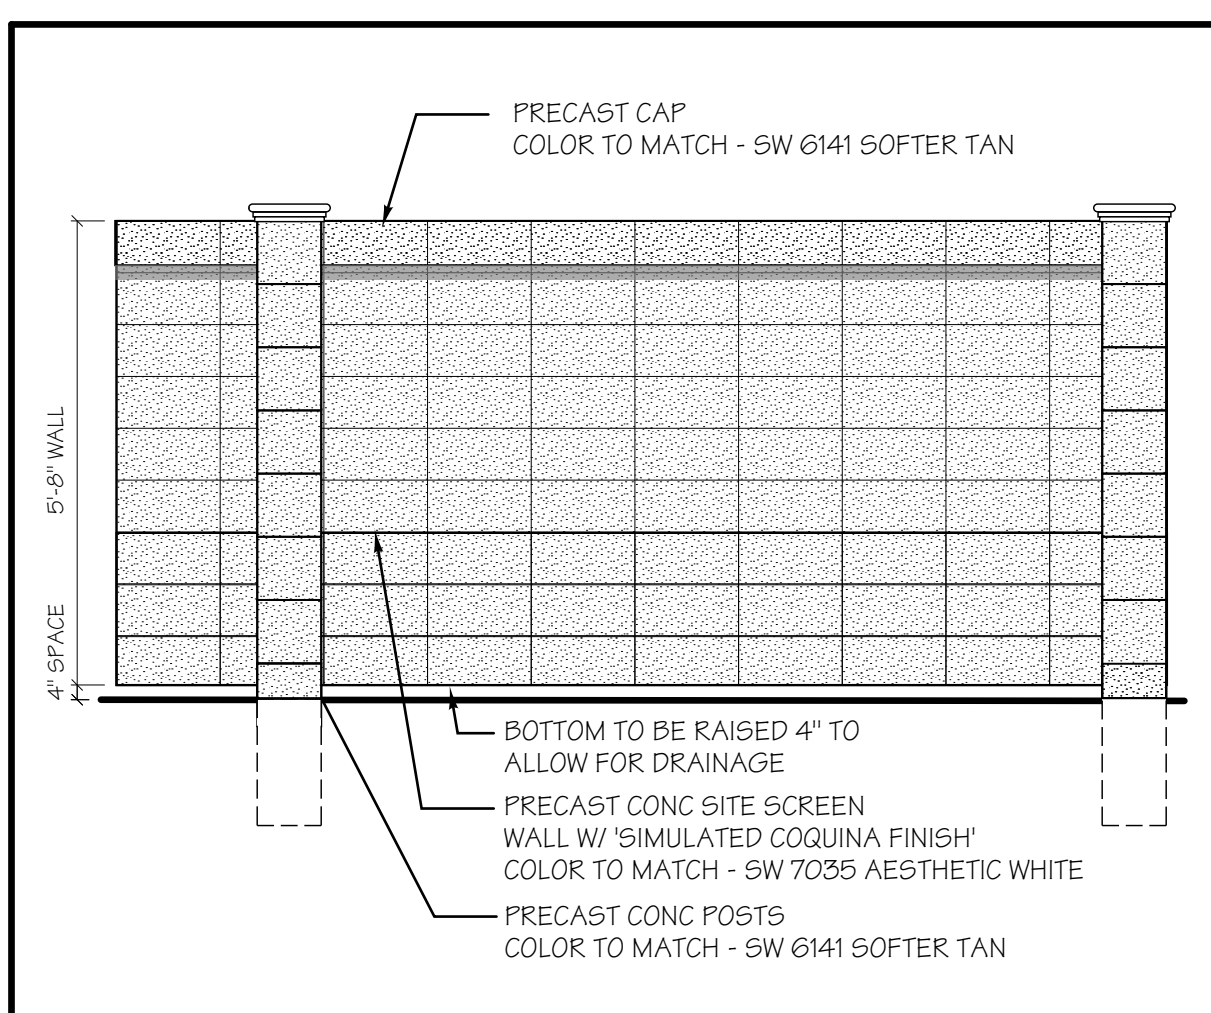 PRECAST CAP
COLOR TO MATCH - SW 6141 SOFTER TAN
5'-8" WALL
4" SPACE
BOTTOM TO BE RAISED 4" TO
ALLOW FOR DRAINAGE
PRECAST CONC SITE SCREEN
WALL W/ 'SIMULATED COQUINA FINISH'
COLOR TO MATCH - SW 7035 AESTHETIC WHITE
PRECAST CONC POSTS
COLOR TO MATCH - SW 6141 SOFTER TAN